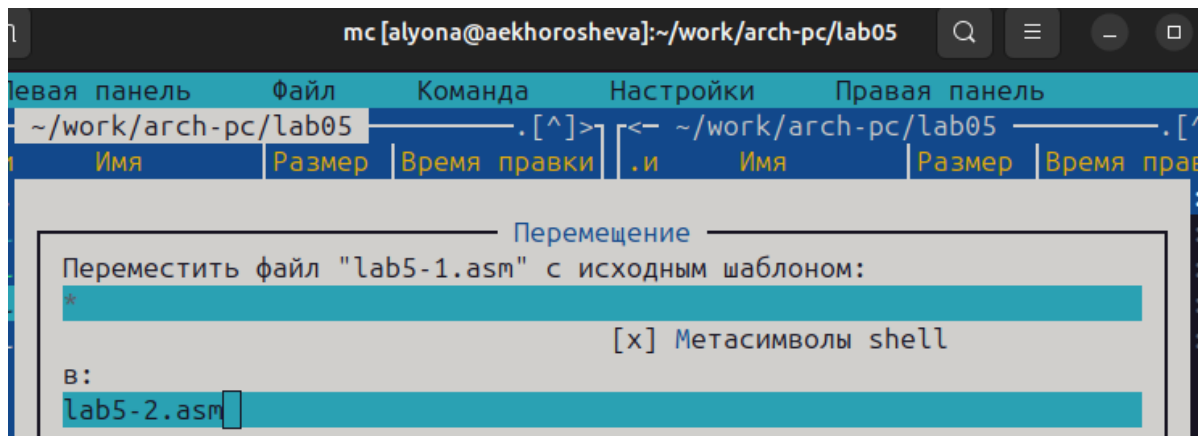 mc [alyona@aekhorosheva]:~/work/arch-pc/lab05
Левая панель Файл Команда Настройки Правая панель
~/work/arch-pc/lab05 .[^]> <— ~/work/arch-pc/lab05 .[^
и Имя Размер Время правки .и Имя Размер Время прав
Перемещение
Переместить файл "lab5-1.asm" с исходным шаблоном:
*
[x] Метасимволы shell
в:
lab5-2.asm